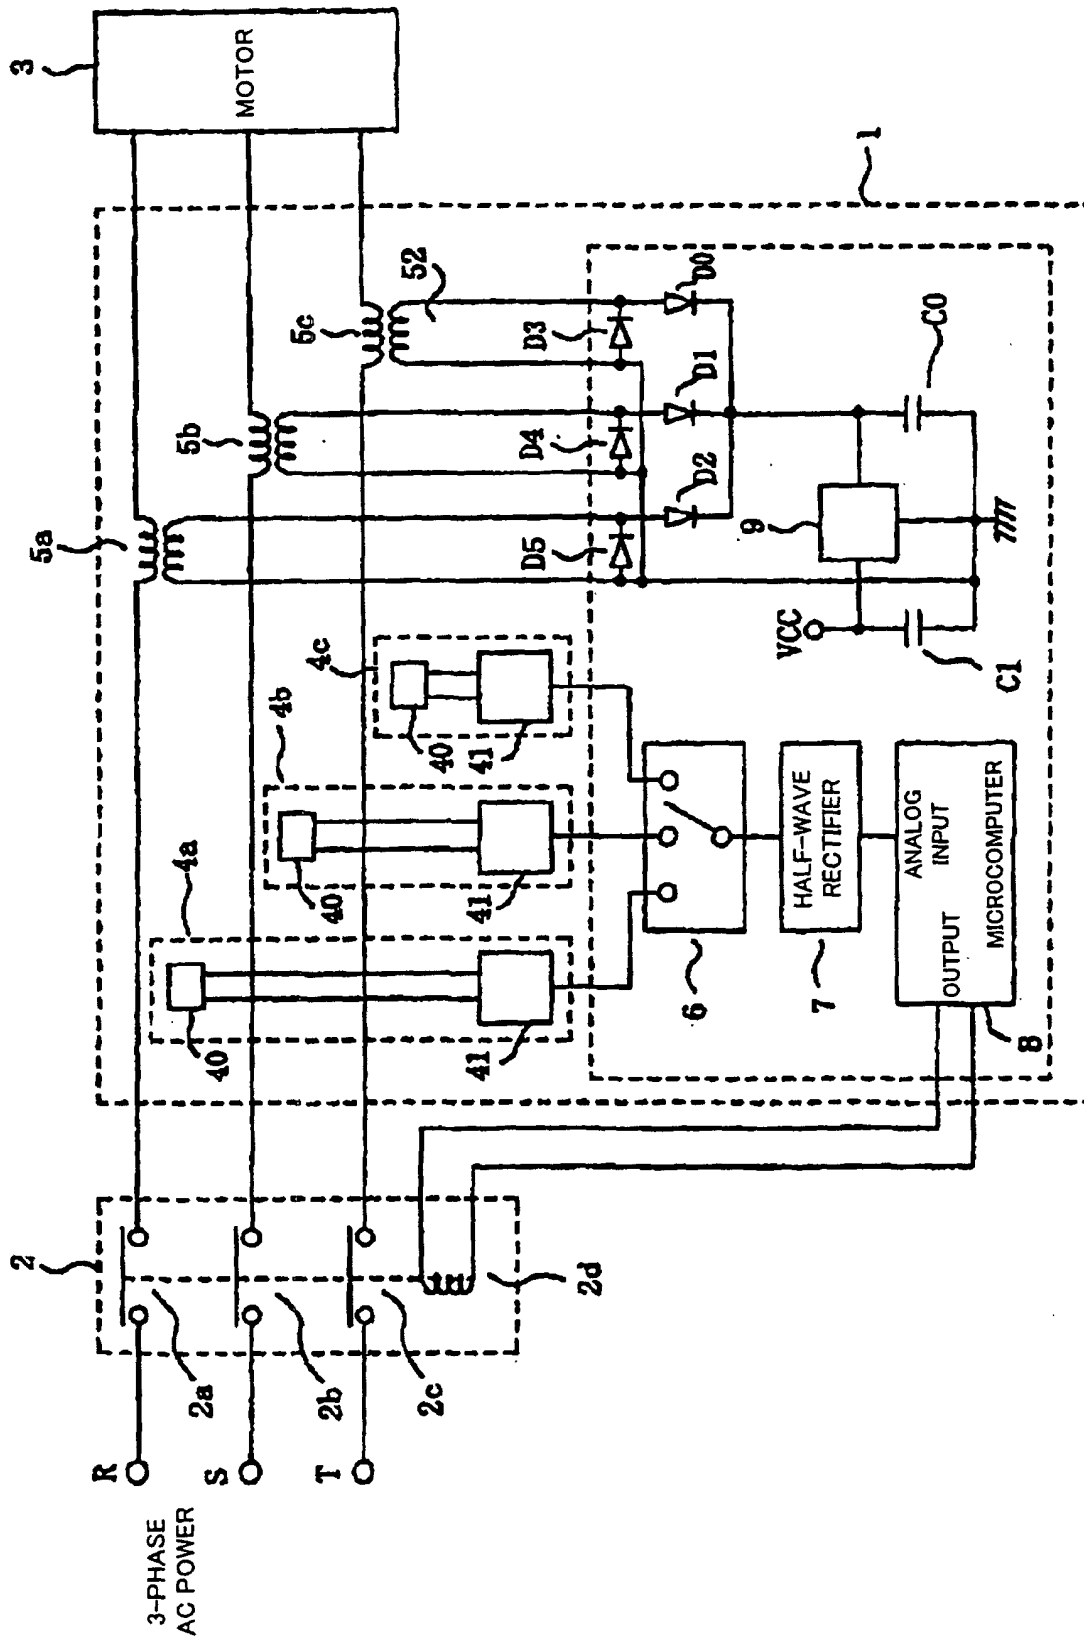 3-PHASE
AC POWER
R
S
T
2
2a
2b
2c
2d
4a
40
41
4b
40
41
4c
40
41
5a
5b
5c
52
3
MOTOR
1
6
HALF-WAVE
RECTIFIER
7
ANALOG
INPUT
OUTPUT
MICROCOMPUTER
8
D5
D4
D3
D2
D1
D0
9
VCC
C1
C0